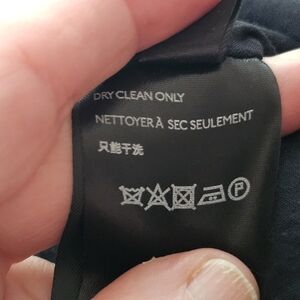 DRY CLEAN ONLY
NETTOYER À SEC SEULEMENT
只能干洗
P